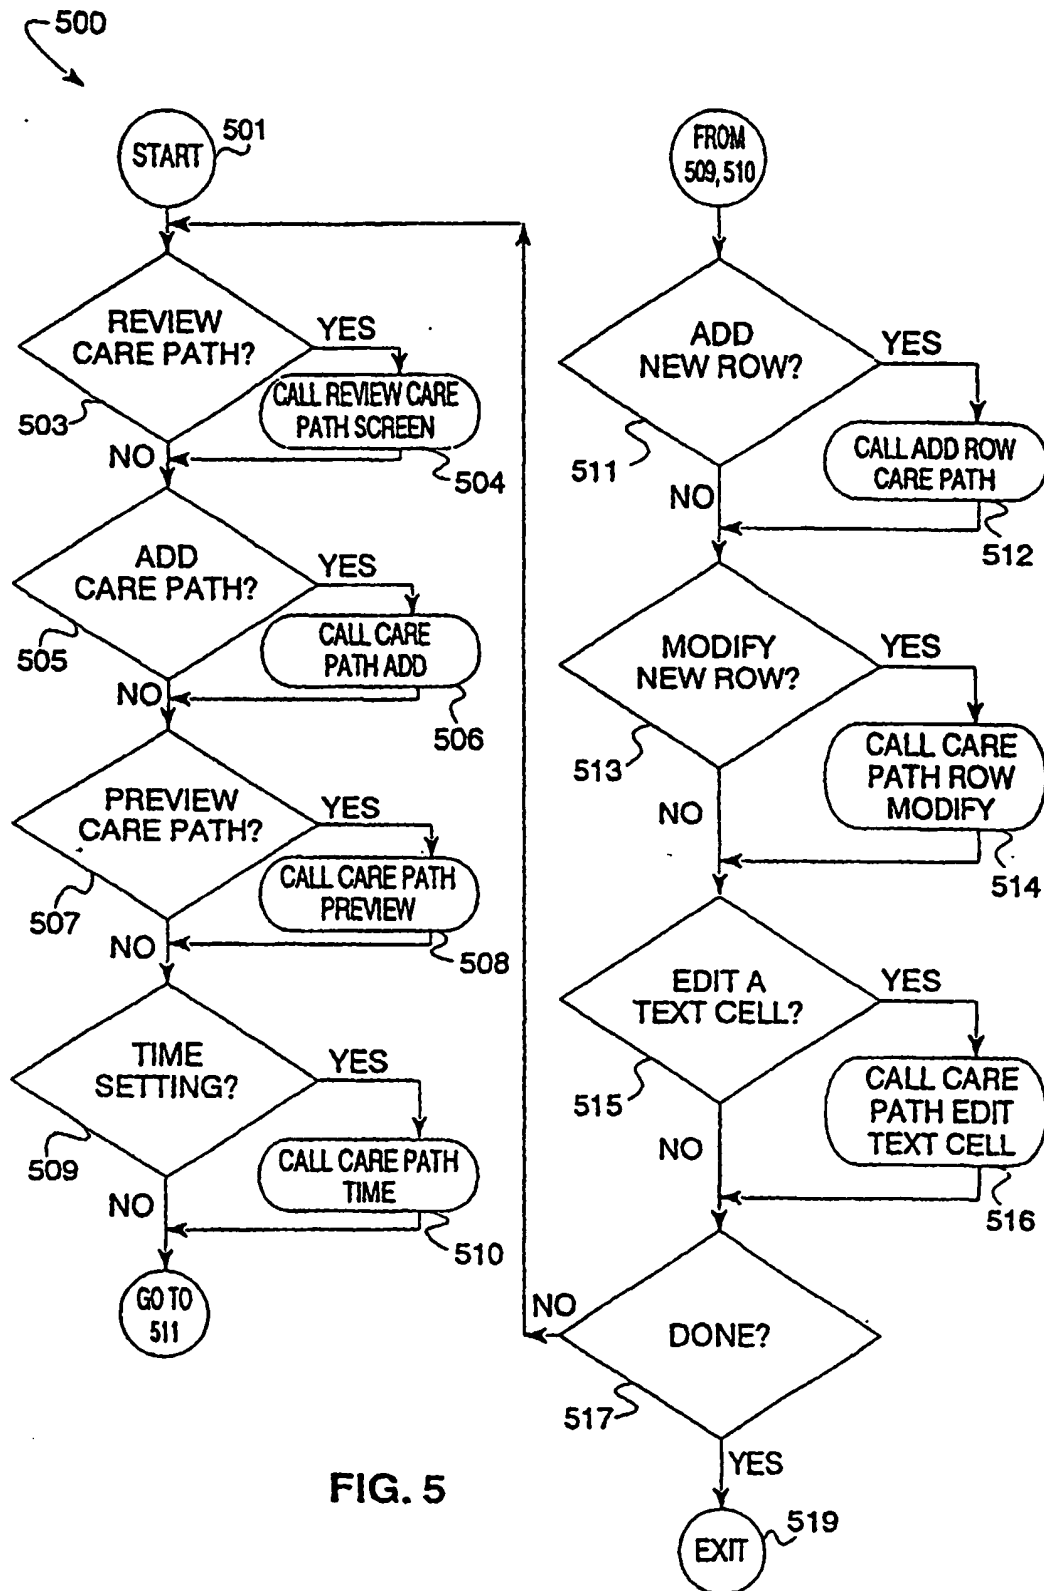 500
START
501
REVIEW
CARE PATH?
YES
503
CALL REVIEW CARE
PATH SCREEN
NO
504
ADD
CARE PATH?
YES
505
CALL CARE
PATH ADD
NO
506
PREVIEW
CARE PATH?
YES
507
CALL CARE PATH
PREVIEW
NO
508
TIME
SETTING?
YES
509
CALL CARE PATH
TIME
NO
510
GO TO
511
FROM
509, 510
ADD
NEW ROW?
YES
511
CALL ADD ROW
CARE PATH
NO
512
MODIFY
NEW ROW?
YES
513
CALL CARE
PATH ROW
MODIFY
NO
514
EDIT A
TEXT CELL?
YES
515
CALL CARE
PATH EDIT
TEXT CELL
NO
516
NO
DONE?
517
YES
EXIT
519
FIG. 5